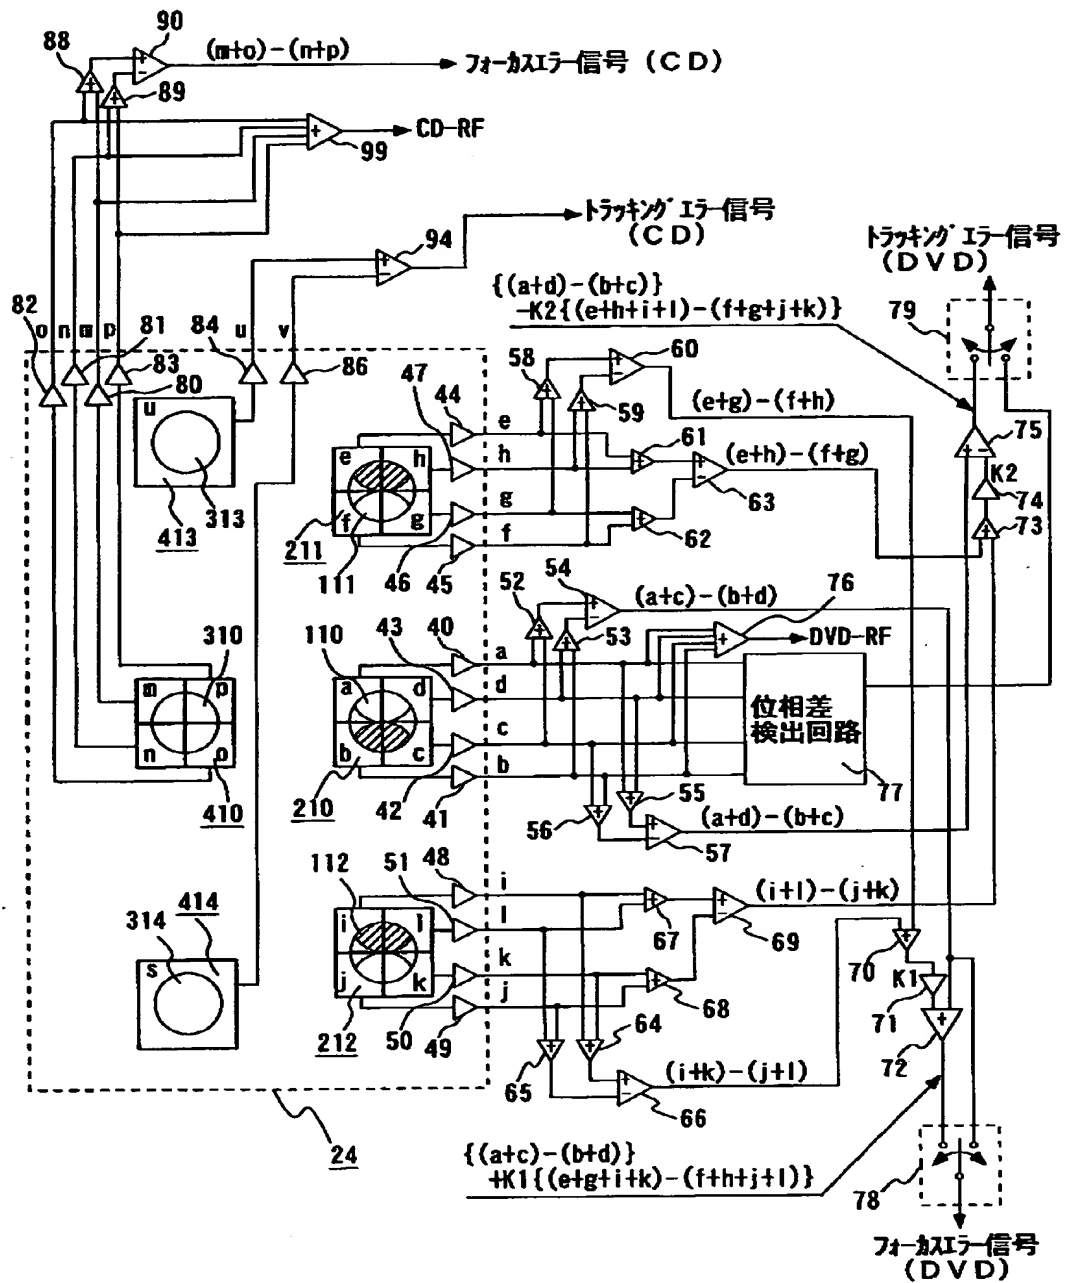 90
88
(m+o)-(n+p)
フォーカスエラー信号(CD)
89
CD-RF
99
トラッキングエラー信号
(CD)
94
トラッキングエラー信号
(DVD)
{(a+d)-(b+c)}
-K2{(e+h+i+l)-(f+g+j+k)}
79
82
o n m p
81
84
u
v
83
80
86
58
60
59
47
44
(e+g)-(f+h)
75
u
e
h
61
(e+h)-(f+g)
K2
74
e
h
f
g
63
73
g
62
f
313
413
211
111
46
45
54
52
53
(a+c)-(b+d)
76
DVD-RF
110
43
40
a
310
m
p
n
o
a
d
b
c
d
c
b
位相差
検出回路
77
410
210
42
41
55
56
(a+d)-(b+c)
57
112
51
48
i
l
(i+l)-(j+k)
67
69
314
414
s
i
l
j
k
k
j
68
70
K1
71
72
212
50
49
64
65
(i+k)-(j+l)
66
24
{(a+c)-(b+d)}
+K1{(e+g+i+k)-(f+h+j+l)}
78
フォーカスエラー信号
(DVD)